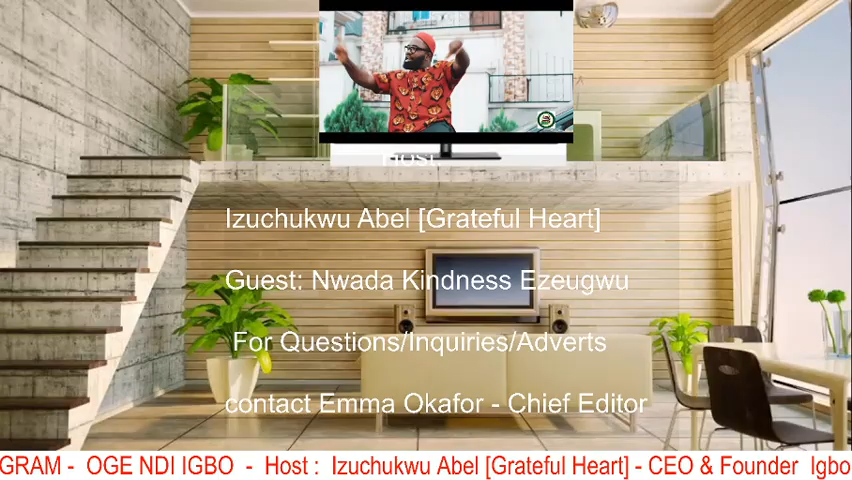 Host
Izuchukwu Abel [Grateful Heart]
Guest: Nwada Kindness Ezeugwu
For Questions/Inquiries/Adverts
contact Emma Okafor - Chief Editor
GRAM - OGE NDI IGBO - Host : Izuchukwu Abel [Grateful Heart] - CEO & Founder Igbo